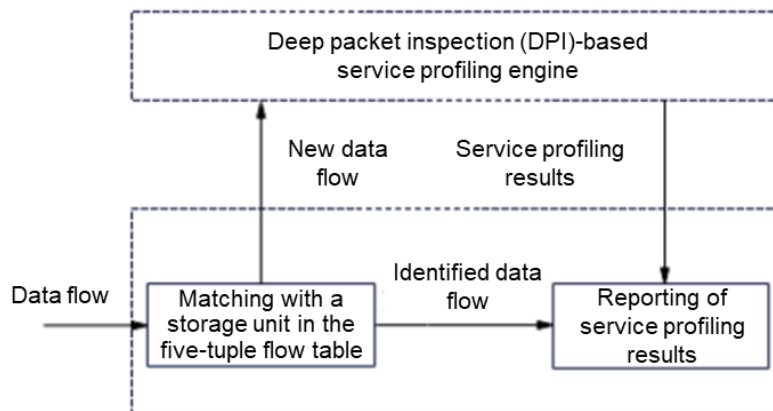 Deep packet inspection (DPI)-based
service profiling engine
New data
flow
Service profiling
results
Data flow
Matching with a
storage unit in the
five-tuple flow table
Identified data
flow
Reporting of
service profiling
results